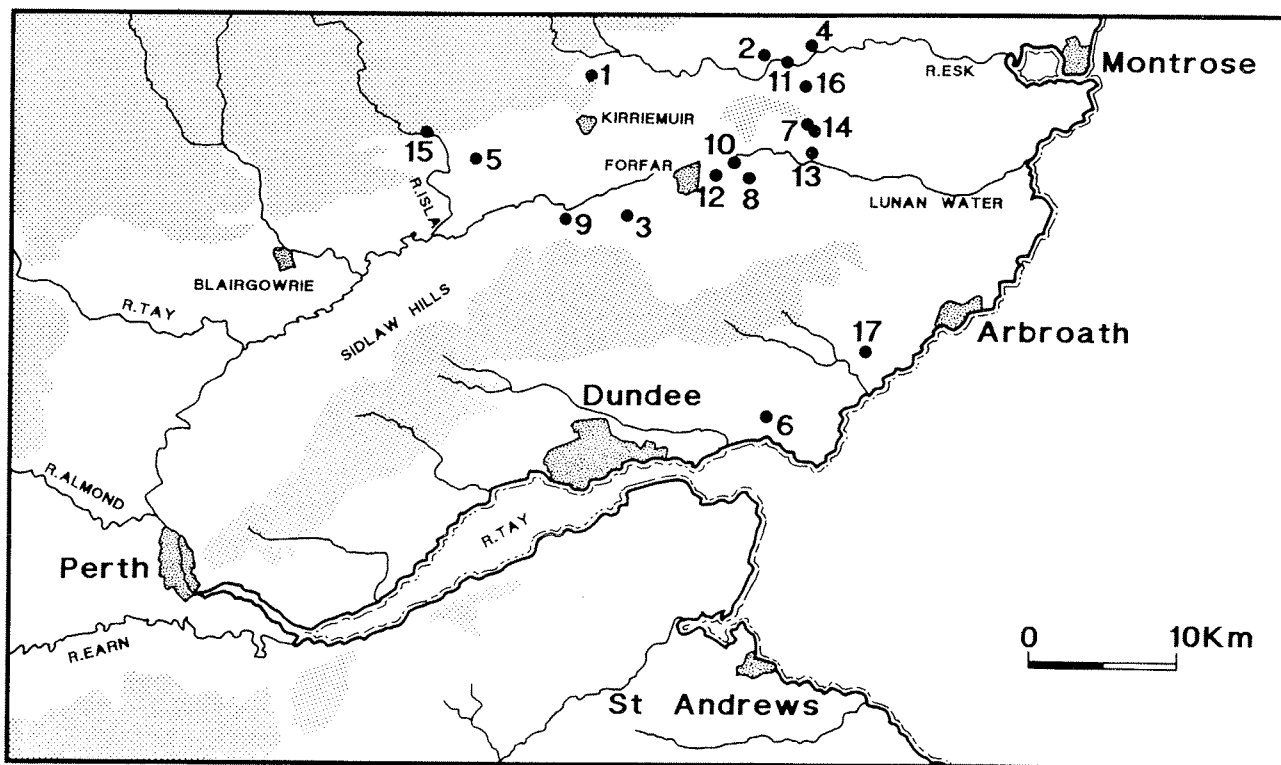 4
2
Montrose
R.ESK
11
16
1
KIRRIEMUIR
7
14
15
5
10
FORFAR
13
12
8
R.ISLA
LUNAN WATER
9
3
BLAIRGOWRIE
R.TAY
SIDLAW HILLS
17
Arbroath
Dundee
6
R.ALMOND
R.TAY
Perth
R.EARN
0
10Km
St Andrews